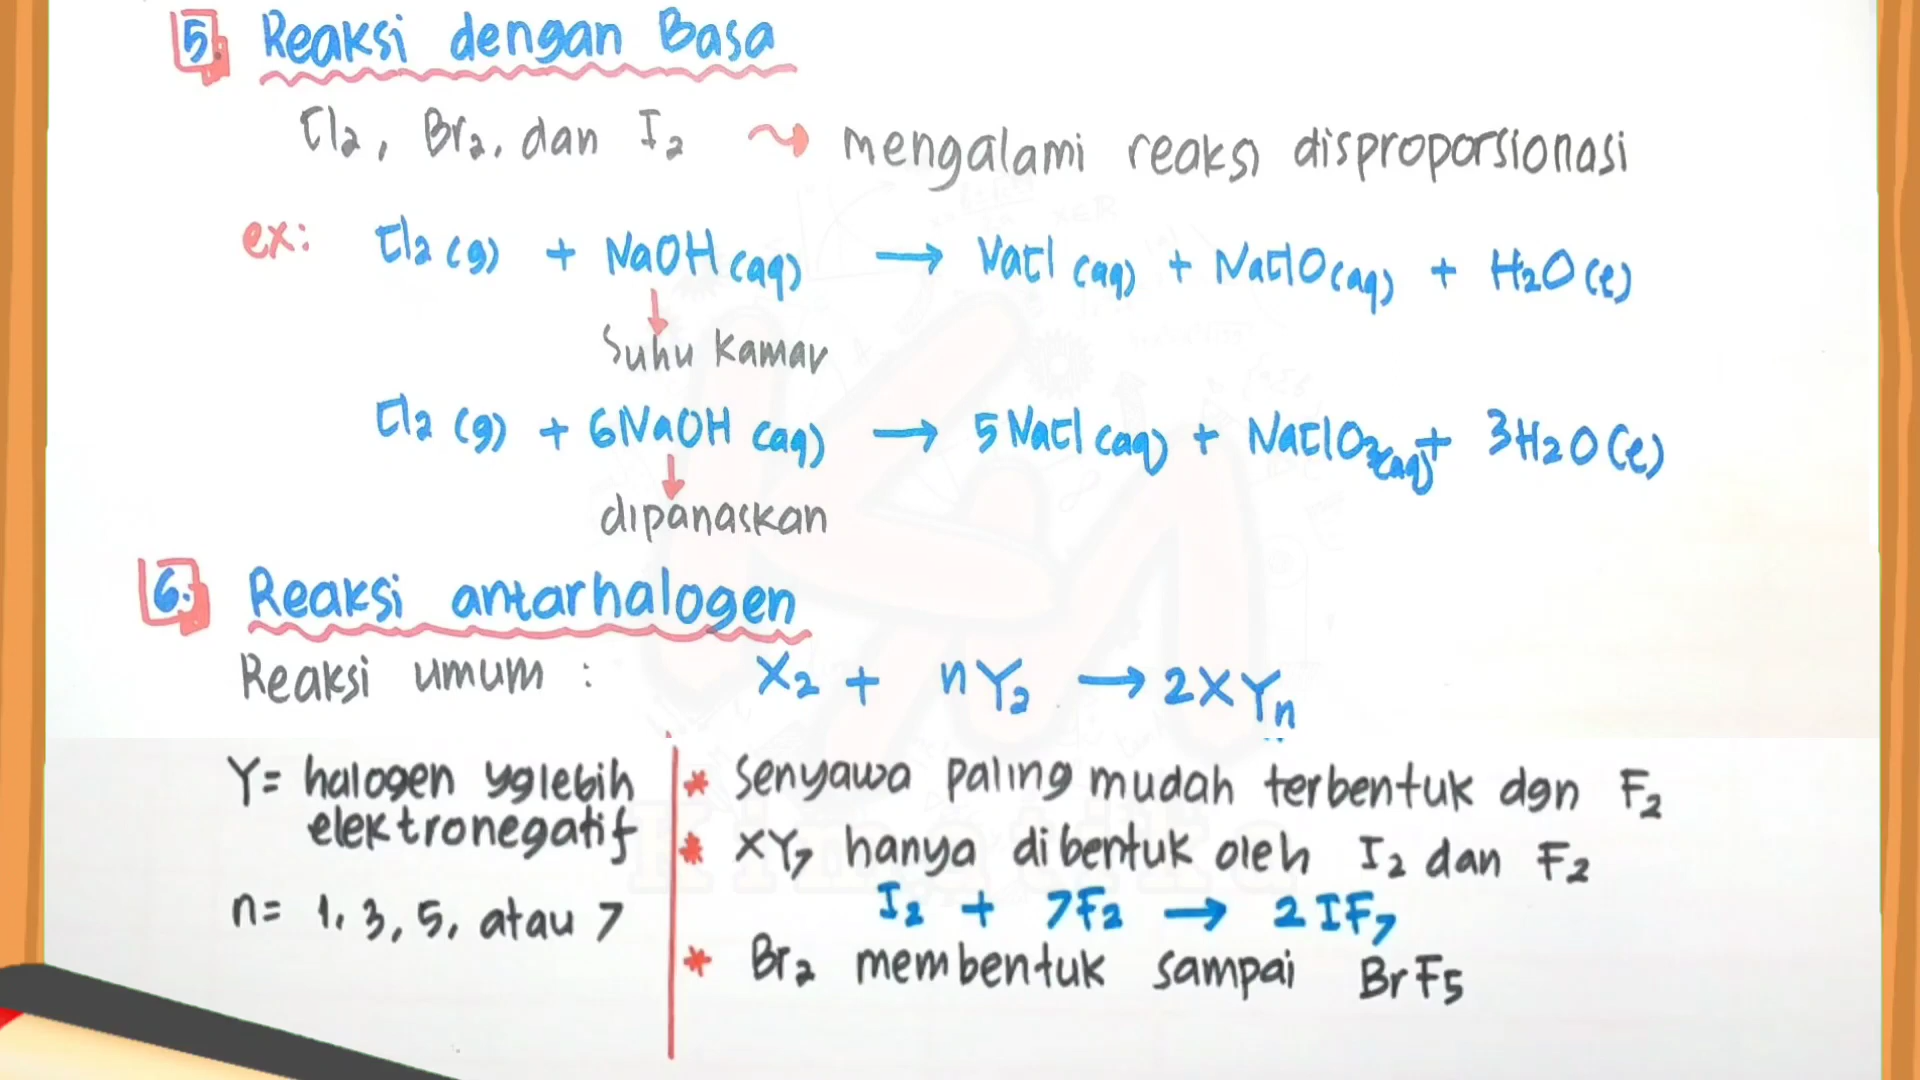 5. Reaksi dengan Basa
Cl₂, Br₂, dan I₂ ⇝ mengalami reaksi disproporsionasi
ex: Cl₂ (g) + NaOH (aq) → NaCl (aq) + NaClO (aq) + H₂O (l)
↓
Suhu kamar
Cl₂ (g) + 6NaOH (aq) → 5NaCl (aq) + NaClO₃ (aq) + 3H₂O (l)
↓
dipanaskan
6. Reaksi antarhalogen
Reaksi umum : X₂ + nY₂ → 2XYn
Y= halogen yg lebih
elektronegatif
n= 1, 3, 5, atau 7
* Senyawa paling mudah terbentuk dgn F₂
* XY₇ hanya dibentuk oleh I₂ dan F₂
I₂ + 7F₂ → 2IF₇
* Br₂ membentuk sampai BrF₅